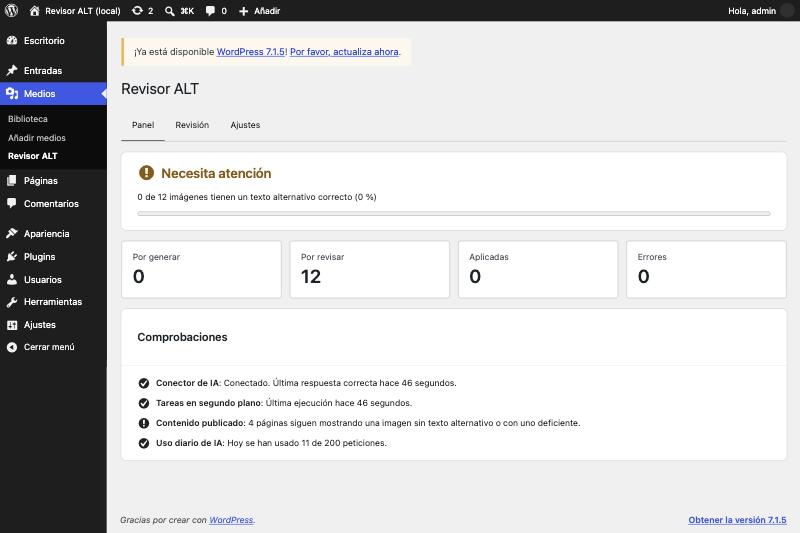 Revisor ALT (local)
2
⌘K
0
Añadir
Hola, admin
Escritorio
Entradas
Medios
Biblioteca
Añadir medios
Revisor ALT
Páginas
Comentarios
Apariencia
Plugins
Usuarios
Herramientas
Ajustes
Cerrar menú
¡Ya está disponible WordPress 7.1.5! Por favor, actualiza ahora.
Revisor ALT
Panel
Revisión
Ajustes
Necesita atención
0 de 12 imágenes tienen un texto alternativo correcto (0 %)
Por generar
0
Por revisar
12
Aplicadas
0
Errores
0
Comprobaciones
Conector de IA: Conectado. Última respuesta correcta hace 46 segundos.
Tareas en segundo plano: Última ejecución hace 46 segundos.
Contenido publicado: 4 páginas siguen mostrando una imagen sin texto alternativo o con uno deficiente.
Uso diario de IA: Hoy se han usado 11 de 200 peticiones.
Gracias por crear con WordPress.
Obtener la versión 7.1.5